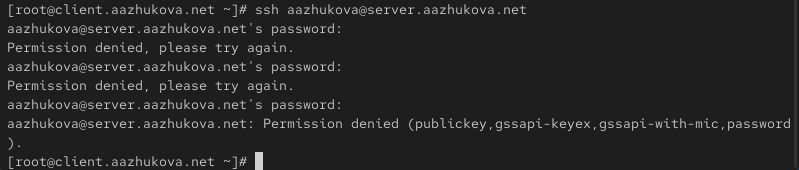 [root@client.aazhukova.net ~]# ssh aazhukova@server.aazhukova.net
aazhukova@server.aazhukova.net's password:
Permission denied, please try again.
aazhukova@server.aazhukova.net's password:
Permission denied, please try again.
aazhukova@server.aazhukova.net's password:
aazhukova@server.aazhukova.net: Permission denied (publickey,gssapi-keyex,gssapi-with-mic,password
).
[root@client.aazhukova.net ~]#